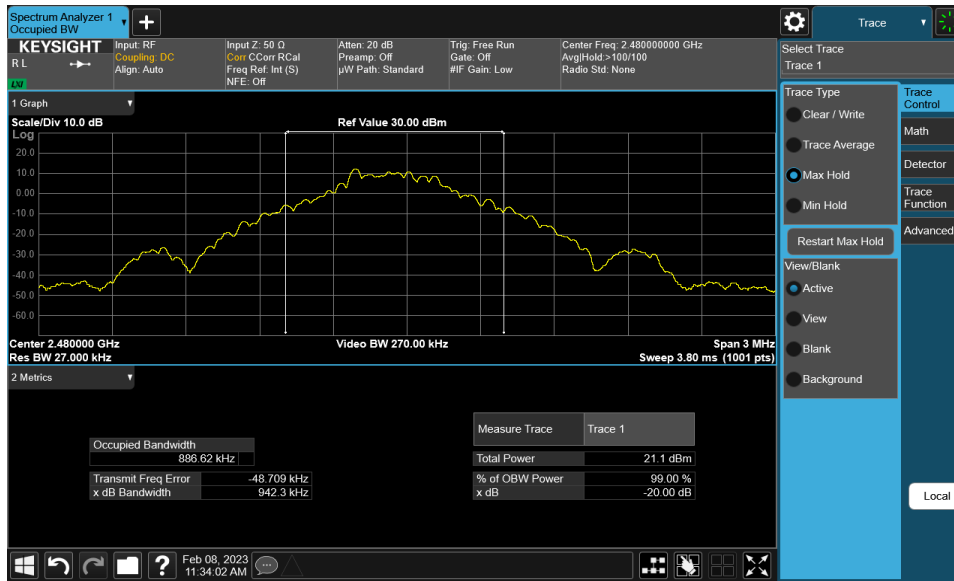 Spectrum Analyzer 1
Occupied BW
KEYSIGHT
R L
LXI
Input: RF
Coupling: DC
Align: Auto
Input Z: 50 Ω
Corr CCorr RCal
Freq Ref: Int (S)
NFE: Off
Atten: 20 dB
Preamp: Off
µW Path: Standard
Trig: Free Run
Gate: Off
#IF Gain: Low
Center Freq: 2.480000000 GHz
Avg|Hold:>100/100
Radio Std: None
1 Graph
Scale/Div 10.0 dB
Ref Value 30.00 dBm
Log
20.0
10.0
0.00
-10.0
-20.0
-30.0
-40.0
-50.0
-60.0
Center 2.480000 GHz
Video BW 270.00 kHz
Span 3 MHz
Res BW 27.000 kHz
Sweep 3.80 ms (1001 pts)
2 Metrics
Occupied Bandwidth
886.62 kHz
Transmit Freq Error -48.709 kHz
x dB Bandwidth 942.3 kHz
Measure Trace Trace 1
Total Power 21.1 dBm
% of OBW Power 99.00 %
x dB -20.00 dB
Feb 08, 2023
11:34:02 AM
Trace
Select Trace
Trace 1
Trace Type
Clear / Write
Trace Average
Max Hold
Min Hold
Restart Max Hold
View/Blank
Active
View
Blank
Background
Trace
Control
Math
Detector
Trace
Function
Advanced
Local